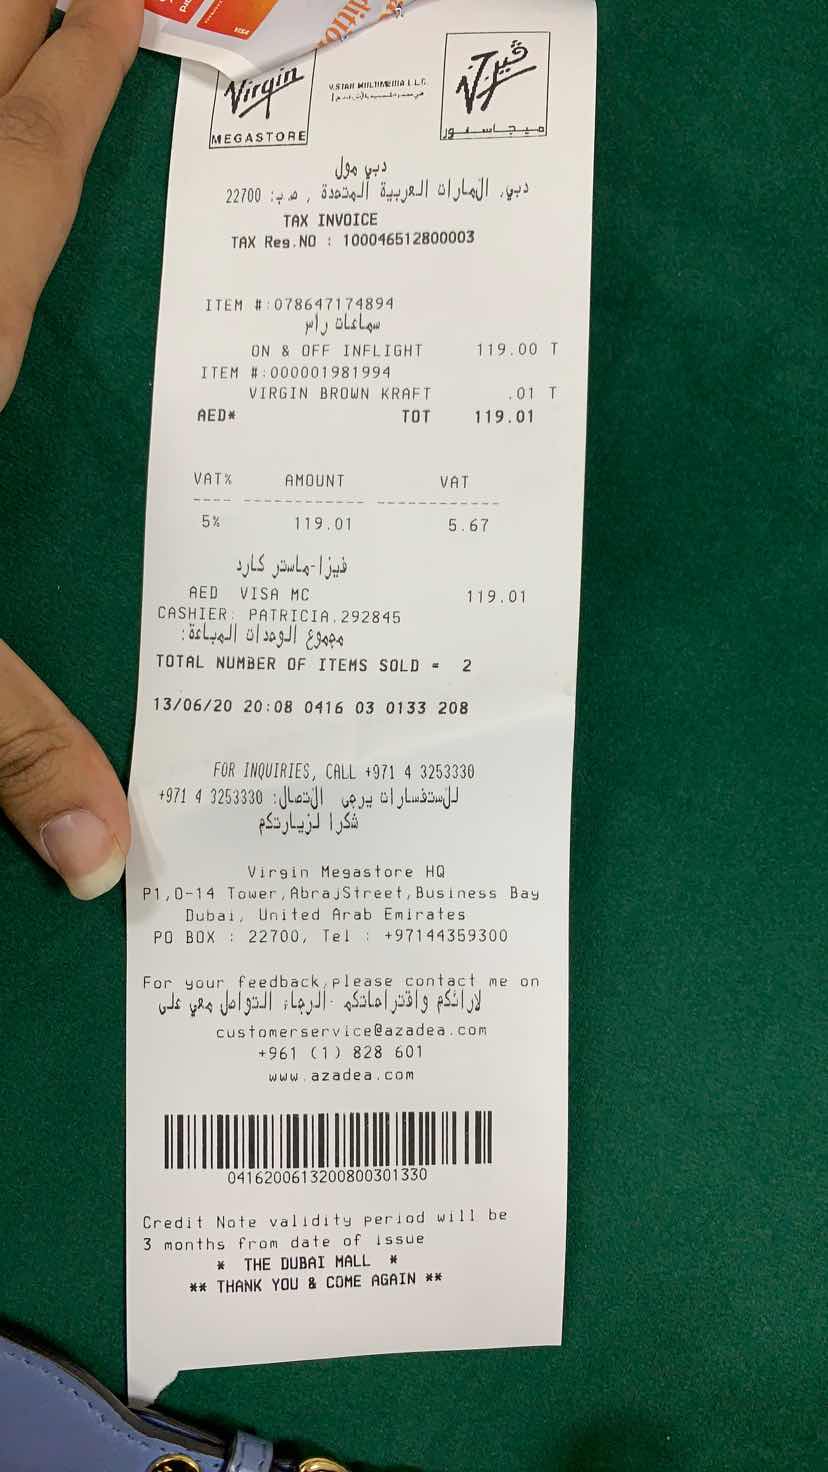 VISA
Virgin
MEGASTORE
V.STAR MULTIMEDIA L.L.C.
ڤيرجن
ميجاستور
دبي مول
دبي, الإمارات العربية المتحدة , ص.ب: 22700
TAX INVOICE
TAX Reg.NO : 100046512800003
ITEM #:078647174894
سماعات راس
ON & OFF INFLIGHT 119.00 T
ITEM #:000001981994
VIRGIN BROWN KRAFT .01 T
AED* TOT 119.01
VAT% AMOUNT VAT
---- ------------ ------------
5% 119.01 5.67
فيزا-ماستر كارد
AED VISA MC 119.01
CASHIER: PATRICIA.292845
مجموع الوحدات المباعة:
TOTAL NUMBER OF ITEMS SOLD = 2
13/06/20 20:08 0416 03 0133 208
FOR INQUIRIES, CALL +971 4 3253330
للاستفسارات يرجى الاتصال: 3253330 4 971+
شكرا لزيارتكم
Virgin Megastore HQ
P1,O-14 Tower,AbrajStreet,Business Bay
Dubai, United Arab Emirates
PO BOX : 22700, Tel : +97144359300
For your feedback,please contact me on
لارائكم واقتراحاتكم -الرجاء التواصل معي على
customerservice@azadea.com
+961 (1) 828 601
www.azadea.com
0416200613200800301330
Credit Note validity period will be
3 months from date of issue
* THE DUBAI MALL *
** THANK YOU & COME AGAIN **